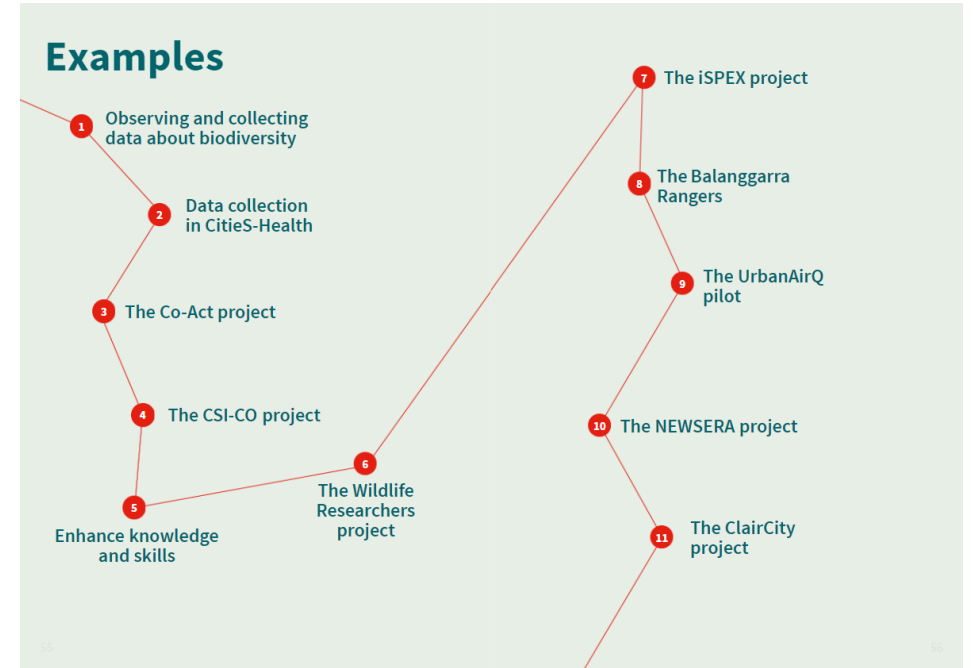 Examples
1
Observing and collecting
data about biodiversity
2
Data collection
in CitieS-Health
3
The Co-Act project
4
The CSI-CO project
5
Enhance knowledge
and skills
6
The Wildlife
Researchers
project
7
The iSPEX project
8
The Balanggarra
Rangers
9
The UrbanAirQ
pilot
10
The NEWSERA project
11
The ClairCity
project
55
56